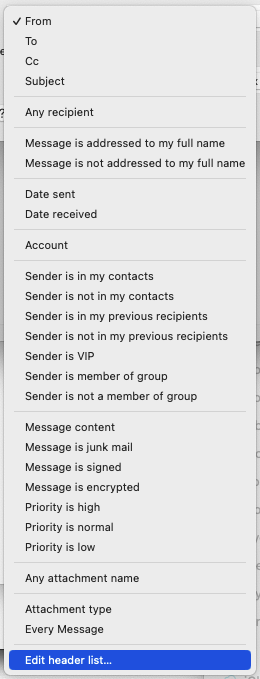 ✓ From
To
Cc
Subject
Any recipient
Message is addressed to my full name
Message is not addressed to my full name
Date sent
Date received
Account
Sender is in my contacts
Sender is not in my contacts
Sender is in my previous recipients
Sender is not in my previous recipients
Sender is VIP
Sender is member of group
Sender is not a member of group
Message content
Message is junk mail
Message is signed
Message is encrypted
Priority is high
Priority is normal
Priority is low
Any attachment name
Attachment type
Every Message
Edit header list...